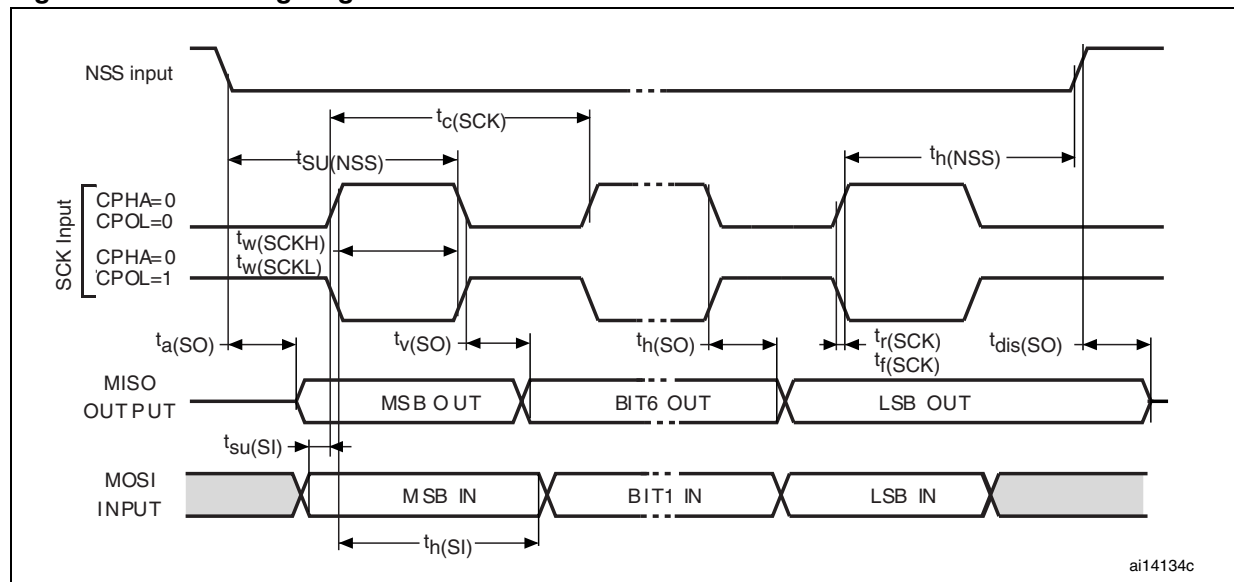 NSS input
tc(SCK)
tSU(NSS)
th(NSS)
SCK Input
CPHA=0
CPOL=0
tw(SCKH)
CPHA=0
tw(SCKL)
CPOL=1
ta(SO)
tv(SO)
th(SO)
tr(SCK)
tf(SCK)
tdis(SO)
MISO
OUTPUT
MSB OUT
BIT6 OUT
LSB OUT
tsu(SI)
MOSI
INPUT
MSB IN
BIT1 IN
LSB IN
th(SI)
ai14134c